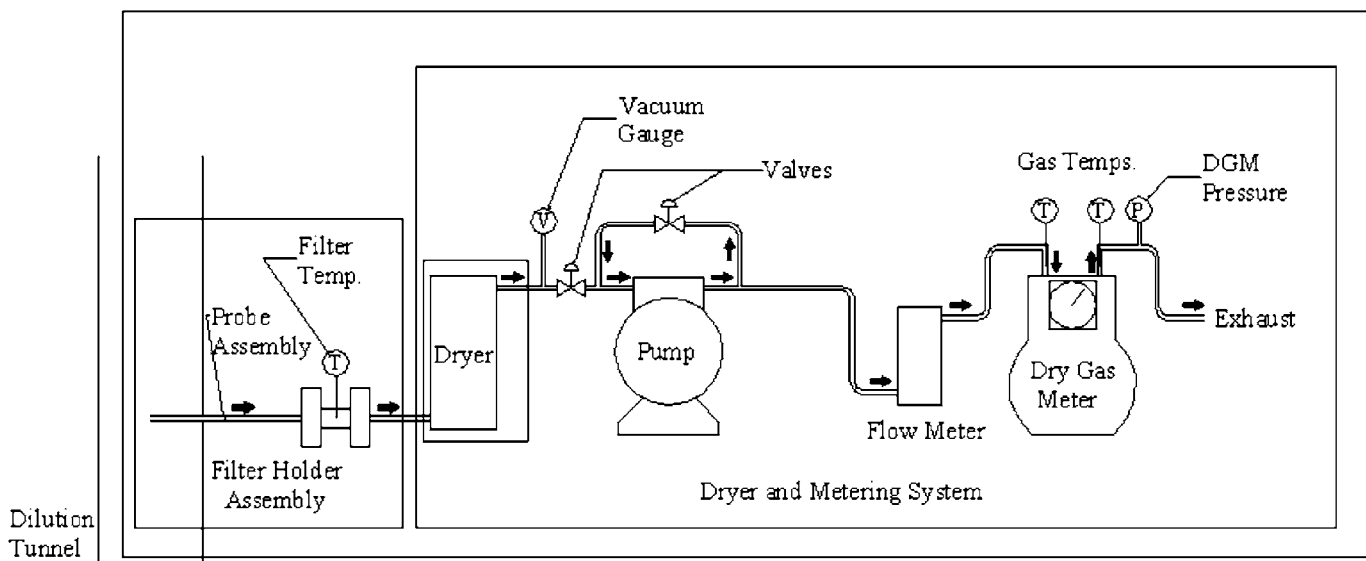 Vacuum
Gauge
Valves
Gas Temps.
DGM
Pressure
V
T
T
P
Filter
Temp.
Probe
Assembly
T
Dryer
Pump
Exhaust
Dry Gas
Meter
Flow Meter
Filter Holder
Assembly
Dryer and Metering System
Dilution
Tunnel